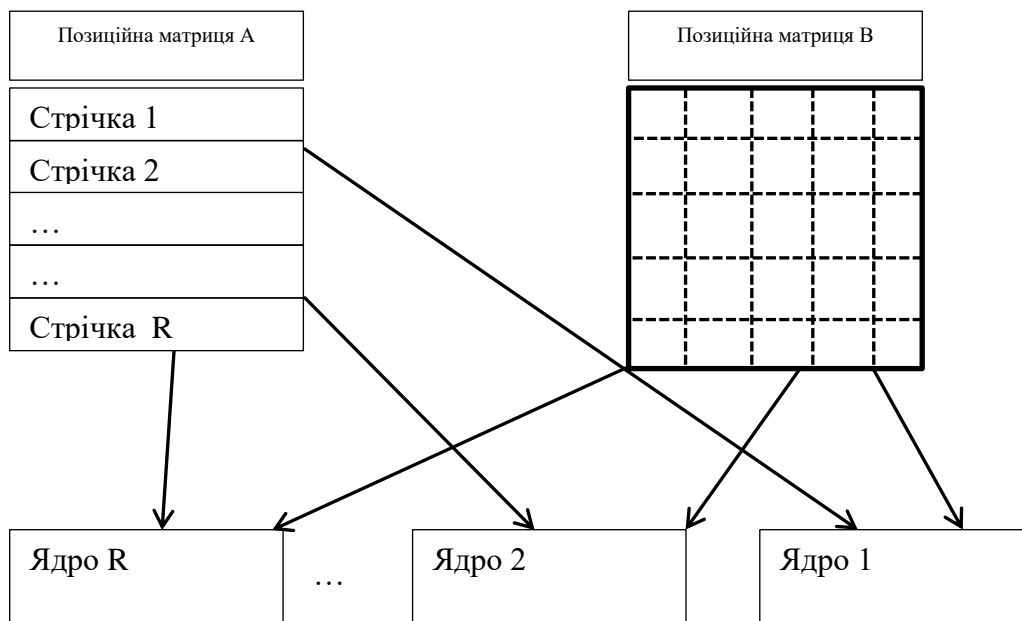 Позиційна матриця А
Позиційна матриця В
Стрічка 1
Стрічка 2
…
…
Стрічка R
Ядро R
…
Ядро 2
Ядро 1